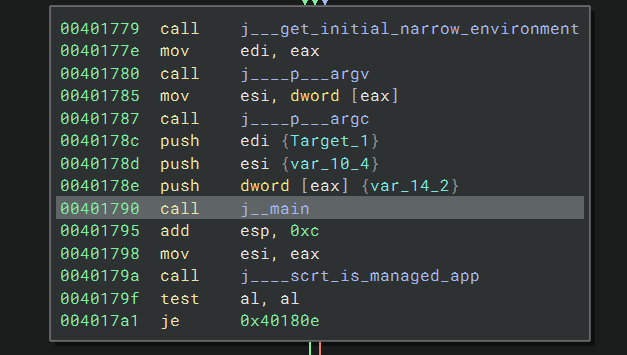 00401779 call j___get_initial_narrow_environment
0040177e mov edi, eax
00401780 call j____p___argv
00401785 mov esi, dword [eax]
00401787 call j____p___argc
0040178c push edi {Target_1}
0040178d push esi {var_10_4}
0040178e push dword [eax] {var_14_2}
00401790 call j__main
00401795 add esp, 0xc
00401798 mov esi, eax
0040179a call j____scrt_is_managed_app
0040179f test al, al
004017a1 je 0x40180e